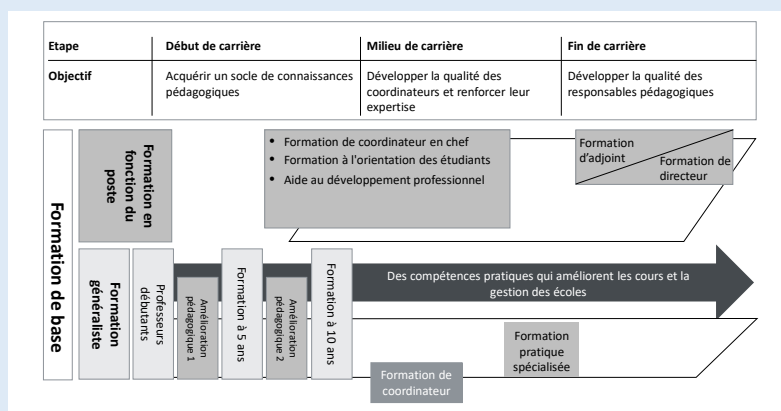 Etape
Début de carrière
Milieu de carrière
Fin de carrière
Objectif
Acquérir un socle de connaissances
pédagogiques
Développer la qualité des
coordinateurs et renforcer leur
expertise
Développer la qualité des
responsables pédagogiques
Formation de base
Formation en
fonction du
poste
• Formation de coordinateur en chef
• Formation à l'orientation des étudiants
• Aide au développement professionnel
Formation
d'adjoint
Formation de
directeur
Formation
généraliste
Professeurs
débutants
Amélioration
pédagogique 1
Formation à 5 ans
Amélioration
pédagogique 2
Formation à 10 ans
Des compétences pratiques qui améliorent les cours et la
gestion des écoles
Formation
pratique
spécialisée
Formation de
coordinateur